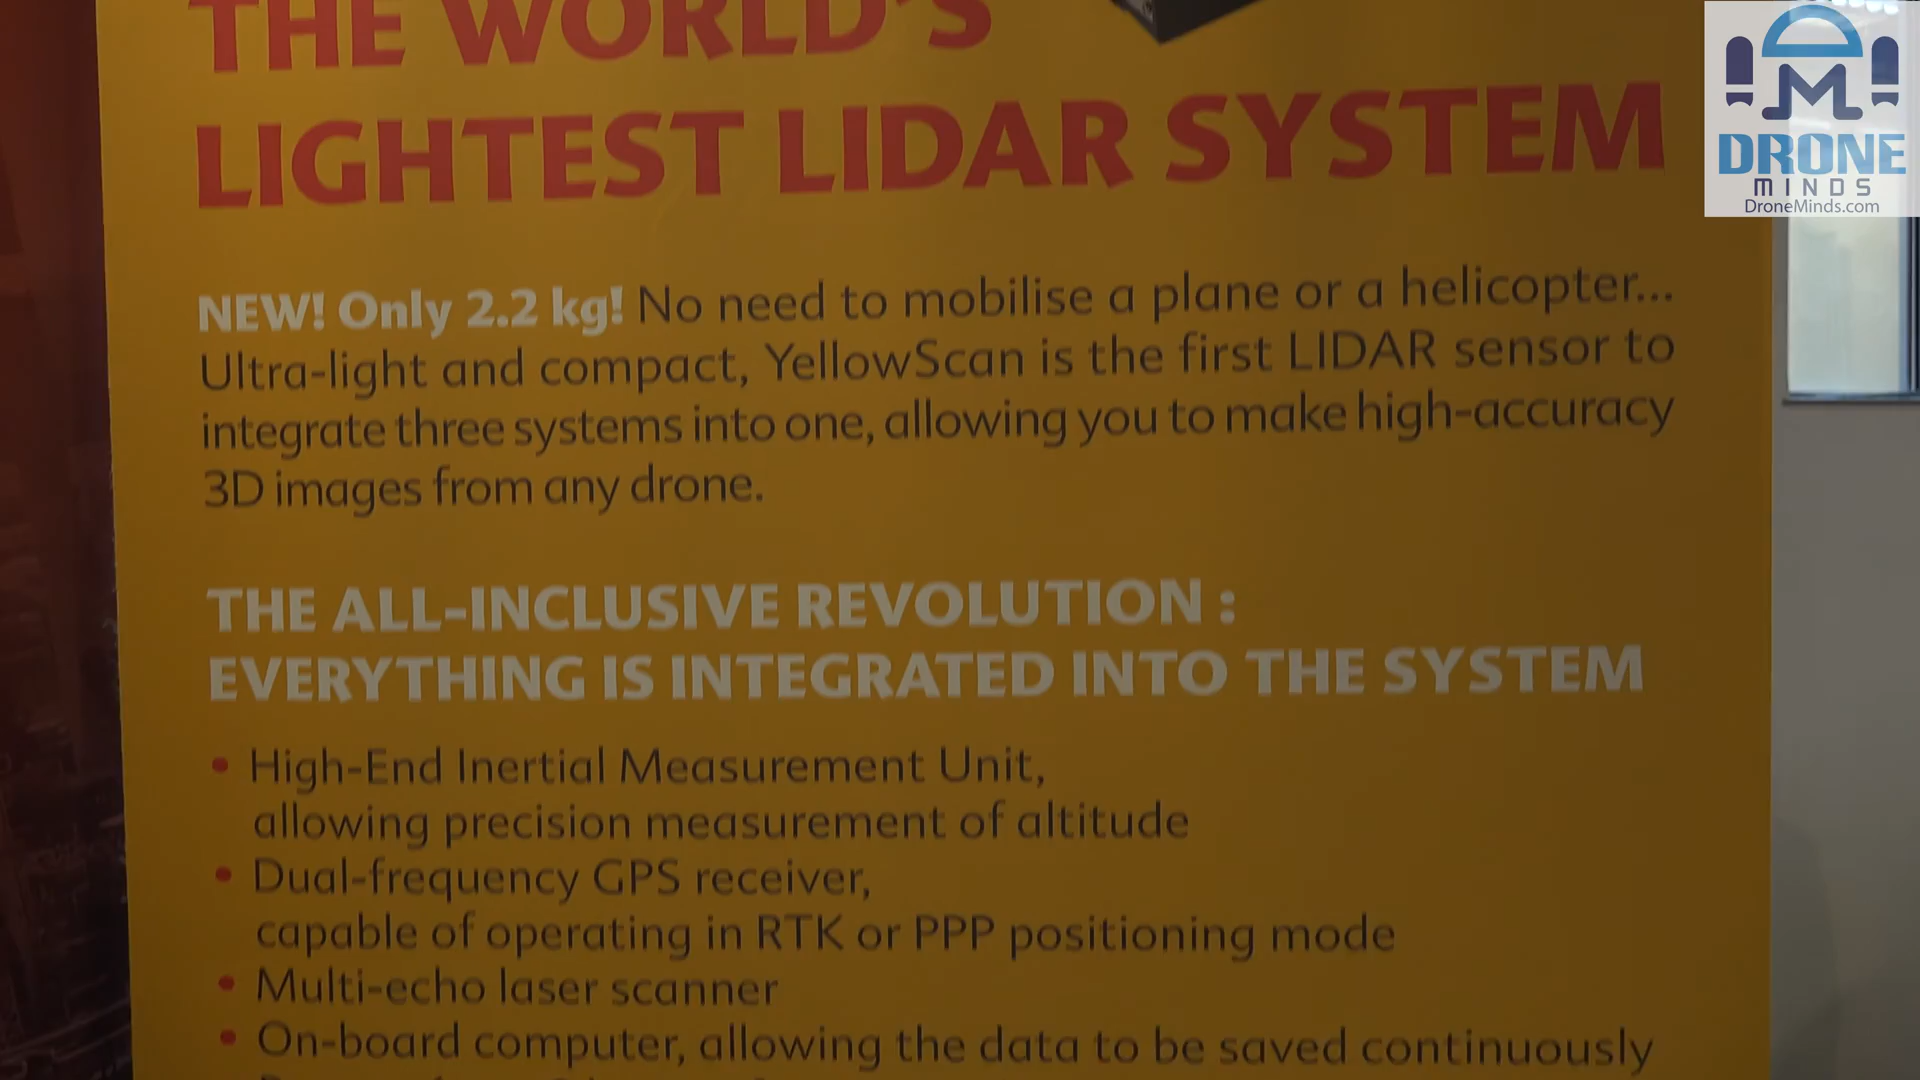 THE WORLD'S
LIGHTEST LIDAR SYSTEM
NEW! Only 2.2 kg! No need to mobilise a plane or a helicopter...
Ultra-light and compact, YellowScan is the first LIDAR sensor to
integrate three systems into one, allowing you to make high-accuracy
3D images from any drone.
THE ALL-INCLUSIVE REVOLUTION :
EVERYTHING IS INTEGRATED INTO THE SYSTEM
• High-End Inertial Measurement Unit,
allowing precision measurement of altitude
• Dual-frequency GPS receiver,
capable of operating in RTK or PPP positioning mode
• Multi-echo laser scanner
• On-board computer, allowing the data to be saved continuously
DRONE
MINDS
DroneMinds.com